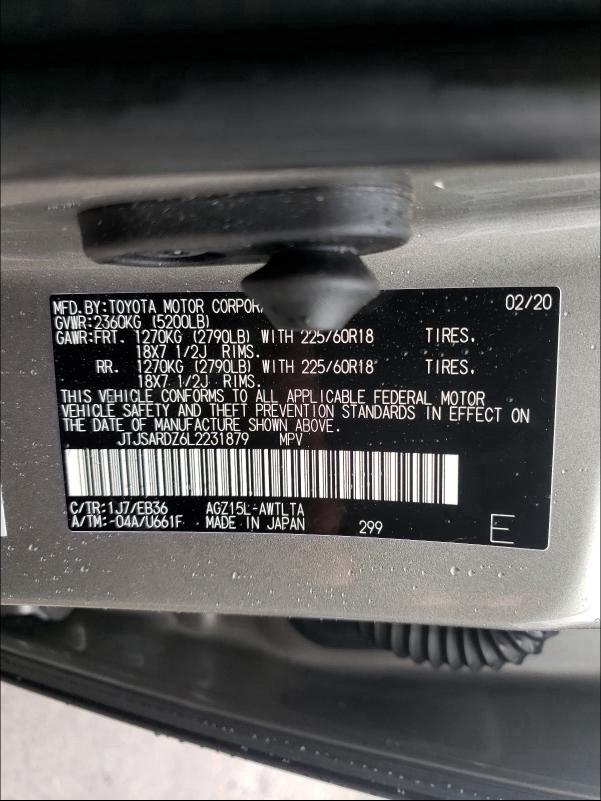 MFD. BY: TOYOTA MOTOR 02/20
GVWR: 2360KG (5200LB)
GAWR: FRT. 1270KG (2790LB) WITH 225/60R18 TIRES.
18X7 1/2J RIMS.
RR. 1270KG (2790LB) WITH 225/60R18 TIRES.
18X7 1/2J RIMS.
THIS VEHICLE CONFORMS TO ALL APPLICABLE FEDERAL MOTOR
VEHICLE SAFETY AND THEFT PREVENTION STANDARDS IN EFFECT ON
THE DATE OF MANUFACTURE SHOWN ABOVE.
JTJSARDZ6L2231879 MPV
C/TR: 1J7/EB36 AGZ15L-AWTLTA
A/TM: -04A/U661F MADE IN JAPAN 299 E